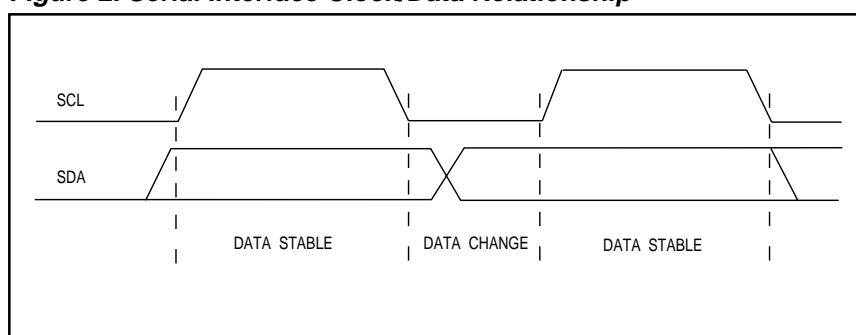 Figure 2. Serial Interface Clock/Data Relationship
SCL
SDA
DATA STABLE
DATA CHANGE
DATA STABLE